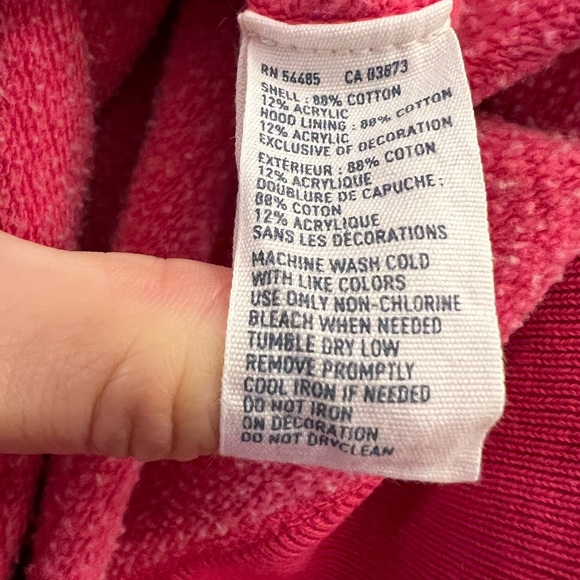 RN 54485 CA 03673
SHELL : 88% COTTON
12% ACRYLIC
HOOD LINING : 88% COTTON
12% ACRYLIC
EXCLUSIVE OF DECORATION
EXTÉRIEUR : 88% COTON
12% ACRYLIQUE
DOUBLURE DE CAPUCHE :
88% COTON
12% ACRYLIQUE
SANS LES DÉCORATIONS
MACHINE WASH COLD
WITH LIKE COLORS
USE ONLY NON-CHLORINE
BLEACH WHEN NEEDED
TUMBLE DRY LOW
REMOVE PROMPTLY
COOL IRON IF NEEDED
DO NOT IRON
ON DECORATION
DO NOT DRYCLEAN